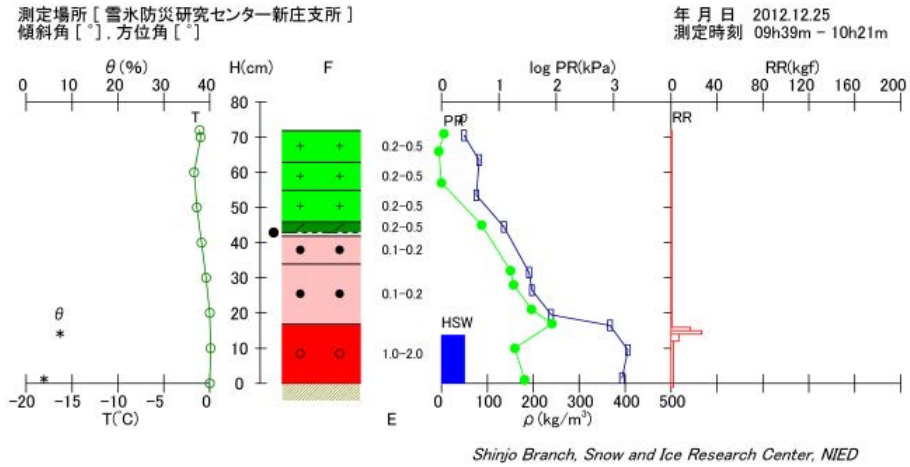 測定場所 [ 雪氷防災研究センター新庄支所 ]
傾斜角 [ °], 方位角 [ °]
年 月 日 2012.12.25
測定時刻 09h39m - 10h21m
θ (%) H(cm) F log PR(kPa) RR(kgf)
0 10 20 30 40 0 1 2 3 0 40 80 120 160 200
80
T PR ρ RR
70
0.2-0.5
60
0.2-0.5
50
0.2-0.5
0.2-0.5
40
0.1-0.2
30
0.1-0.2
20
θ HSW
10
1.0-2.0
0
-20 -15 -10 -5 0 0 100 200 300 400 500
T(°C) E ρ (kg/m³)
Shinjo Branch, Snow and Ice Research Center, NIED